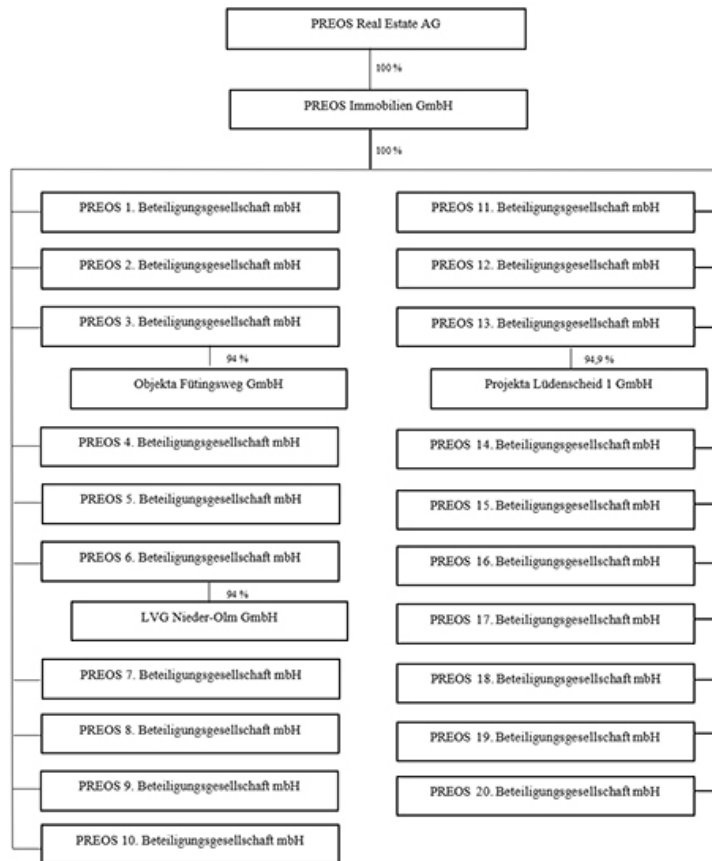 PREOS Real Estate AG
100 %
PREOS Immobilien GmbH
100 %
PREOS 1. Beteiligungsgesellschaft mbH
PREOS 2. Beteiligungsgesellschaft mbH
PREOS 3. Beteiligungsgesellschaft mbH
94 %
Objekta Fütingsweg GmbH
PREOS 4. Beteiligungsgesellschaft mbH
PREOS 5. Beteiligungsgesellschaft mbH
PREOS 6. Beteiligungsgesellschaft mbH
94 %
LVG Nieder-Olm GmbH
PREOS 7. Beteiligungsgesellschaft mbH
PREOS 8. Beteiligungsgesellschaft mbH
PREOS 9. Beteiligungsgesellschaft mbH
PREOS 10. Beteiligungsgesellschaft mbH
PREOS 11. Beteiligungsgesellschaft mbH
PREOS 12. Beteiligungsgesellschaft mbH
PREOS 13. Beteiligungsgesellschaft mbH
94,9 %
Projekta Lüdenscheid 1 GmbH
PREOS 14. Beteiligungsgesellschaft mbH
PREOS 15. Beteiligungsgesellschaft mbH
PREOS 16. Beteiligungsgesellschaft mbH
PREOS 17. Beteiligungsgesellschaft mbH
PREOS 18. Beteiligungsgesellschaft mbH
PREOS 19. Beteiligungsgesellschaft mbH
PREOS 20. Beteiligungsgesellschaft mbH